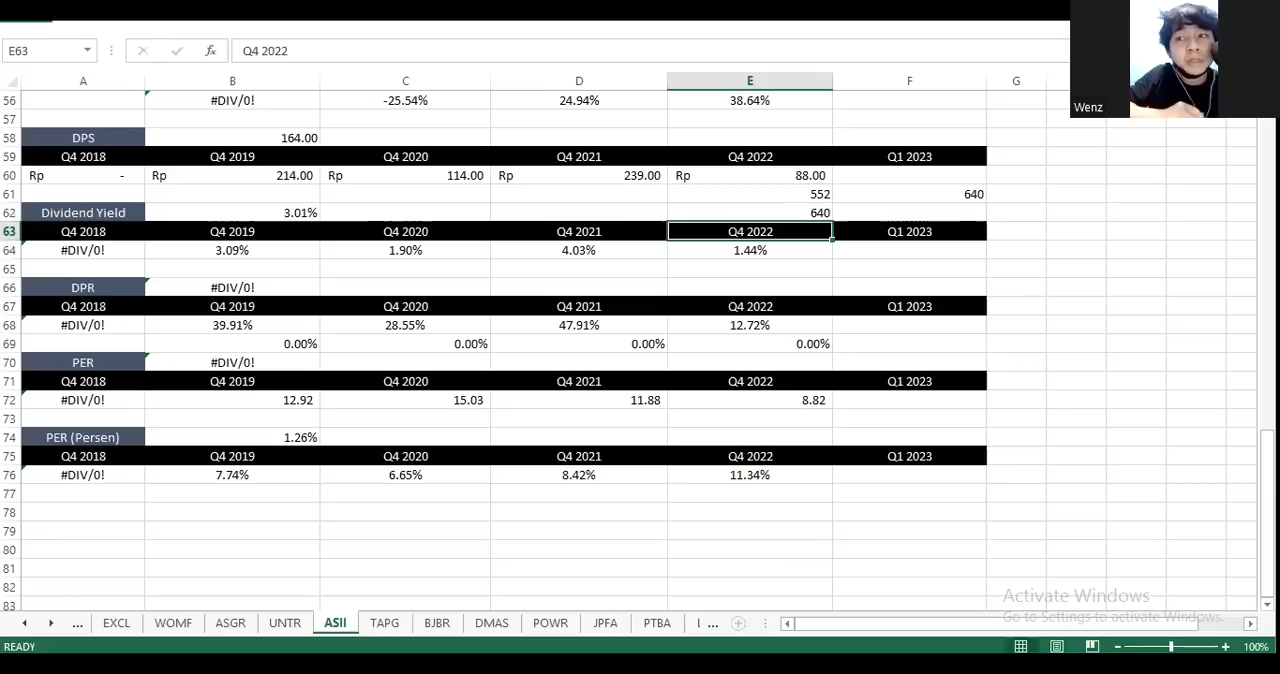 E63 fx Q4 2022
A B C D E F G
56 #DIV/0! -25.54% 24.94% 38.64%
Wenz
57
58 DPS 164.00
59 Q4 2018 Q4 2019 Q4 2020 Q4 2021 Q4 2022 Q1 2023
60 Rp - Rp 214.00 Rp 114.00 Rp 239.00 Rp 88.00
61 552 640
62 Dividend Yield 3.01% 640
63 Q4 2018 Q4 2019 Q4 2020 Q4 2021 Q4 2022 Q1 2023
64 #DIV/0! 3.09% 1.90% 4.03% 1.44%
65
66 DPR #DIV/0!
67 Q4 2018 Q4 2019 Q4 2020 Q4 2021 Q4 2022 Q1 2023
68 #DIV/0! 39.91% 28.55% 47.91% 12.72%
69 0.00% 0.00% 0.00% 0.00%
70 PER #DIV/0!
71 Q4 2018 Q4 2019 Q4 2020 Q4 2021 Q4 2022 Q1 2023
72 #DIV/0! 12.92 15.03 11.88 8.82
73
74 PER (Persen) 1.26%
75 Q4 2018 Q4 2019 Q4 2020 Q4 2021 Q4 2022 Q1 2023
76 #DIV/0! 7.74% 6.65% 8.42% 11.34%
77
78
79
80
81
82
83
Activate Windows
Go to Settings to activate Windows.
... EXCL WOMF ASGR UNTR ASII TAPG BJBR DMAS POWR JPFA PTBA ...
READY 100%